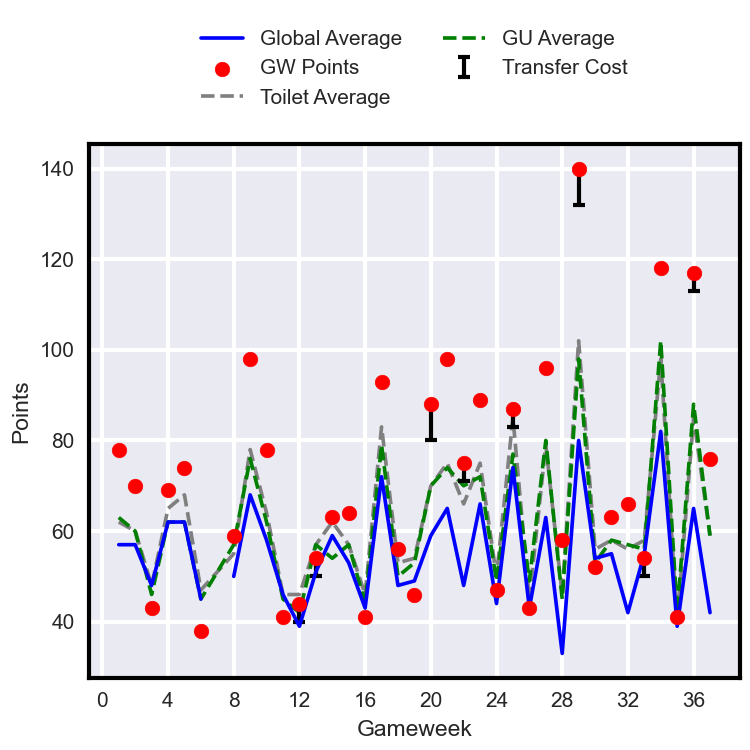 Global Average
GU Average
GW Points
Transfer Cost
Toilet Average
140
120
100
80
60
40
Points
0 4 8 12 16 20 24 28 32 36
Gameweek